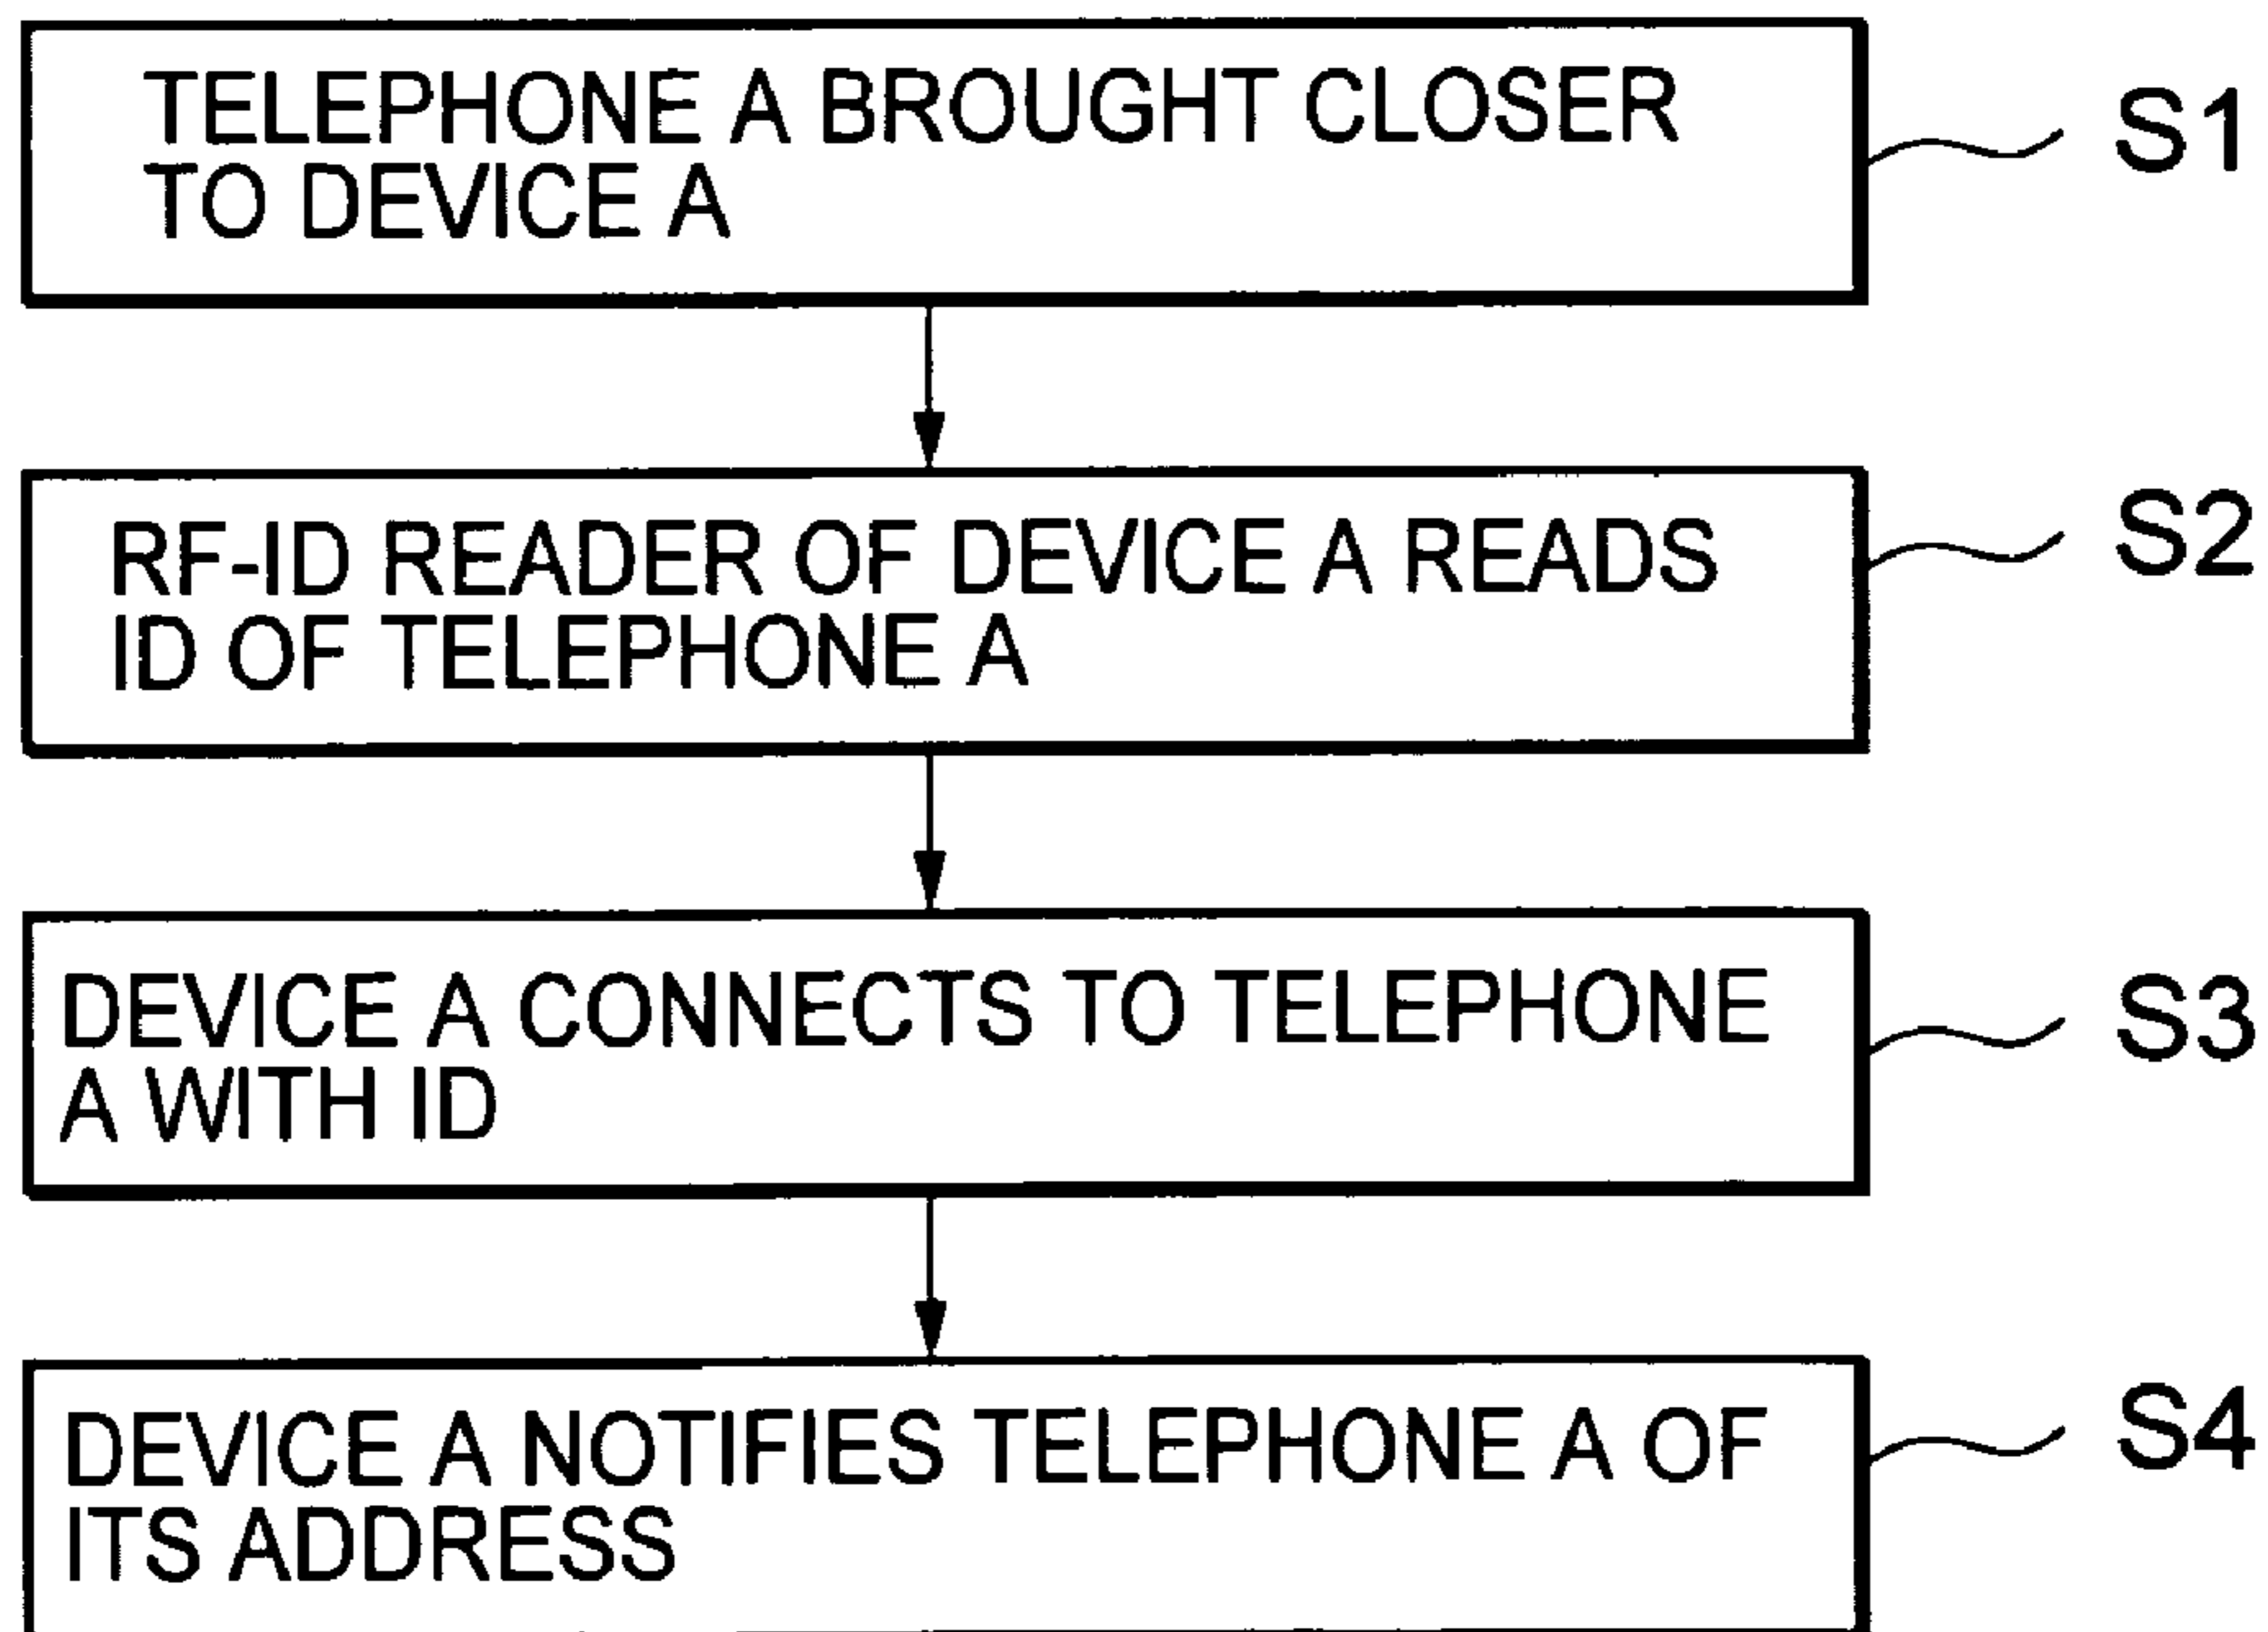 TELEPHONE A BROUGHT CLOSER
TO DEVICE A
S1
RF-ID READER OF DEVICE A READS
ID OF TELEPHONE A
S2
DEVICE A CONNECTS TO TELEPHONE
A WITH ID
S3
DEVICE A NOTIFIES TELEPHONE A OF
ITS ADDRESS
S4